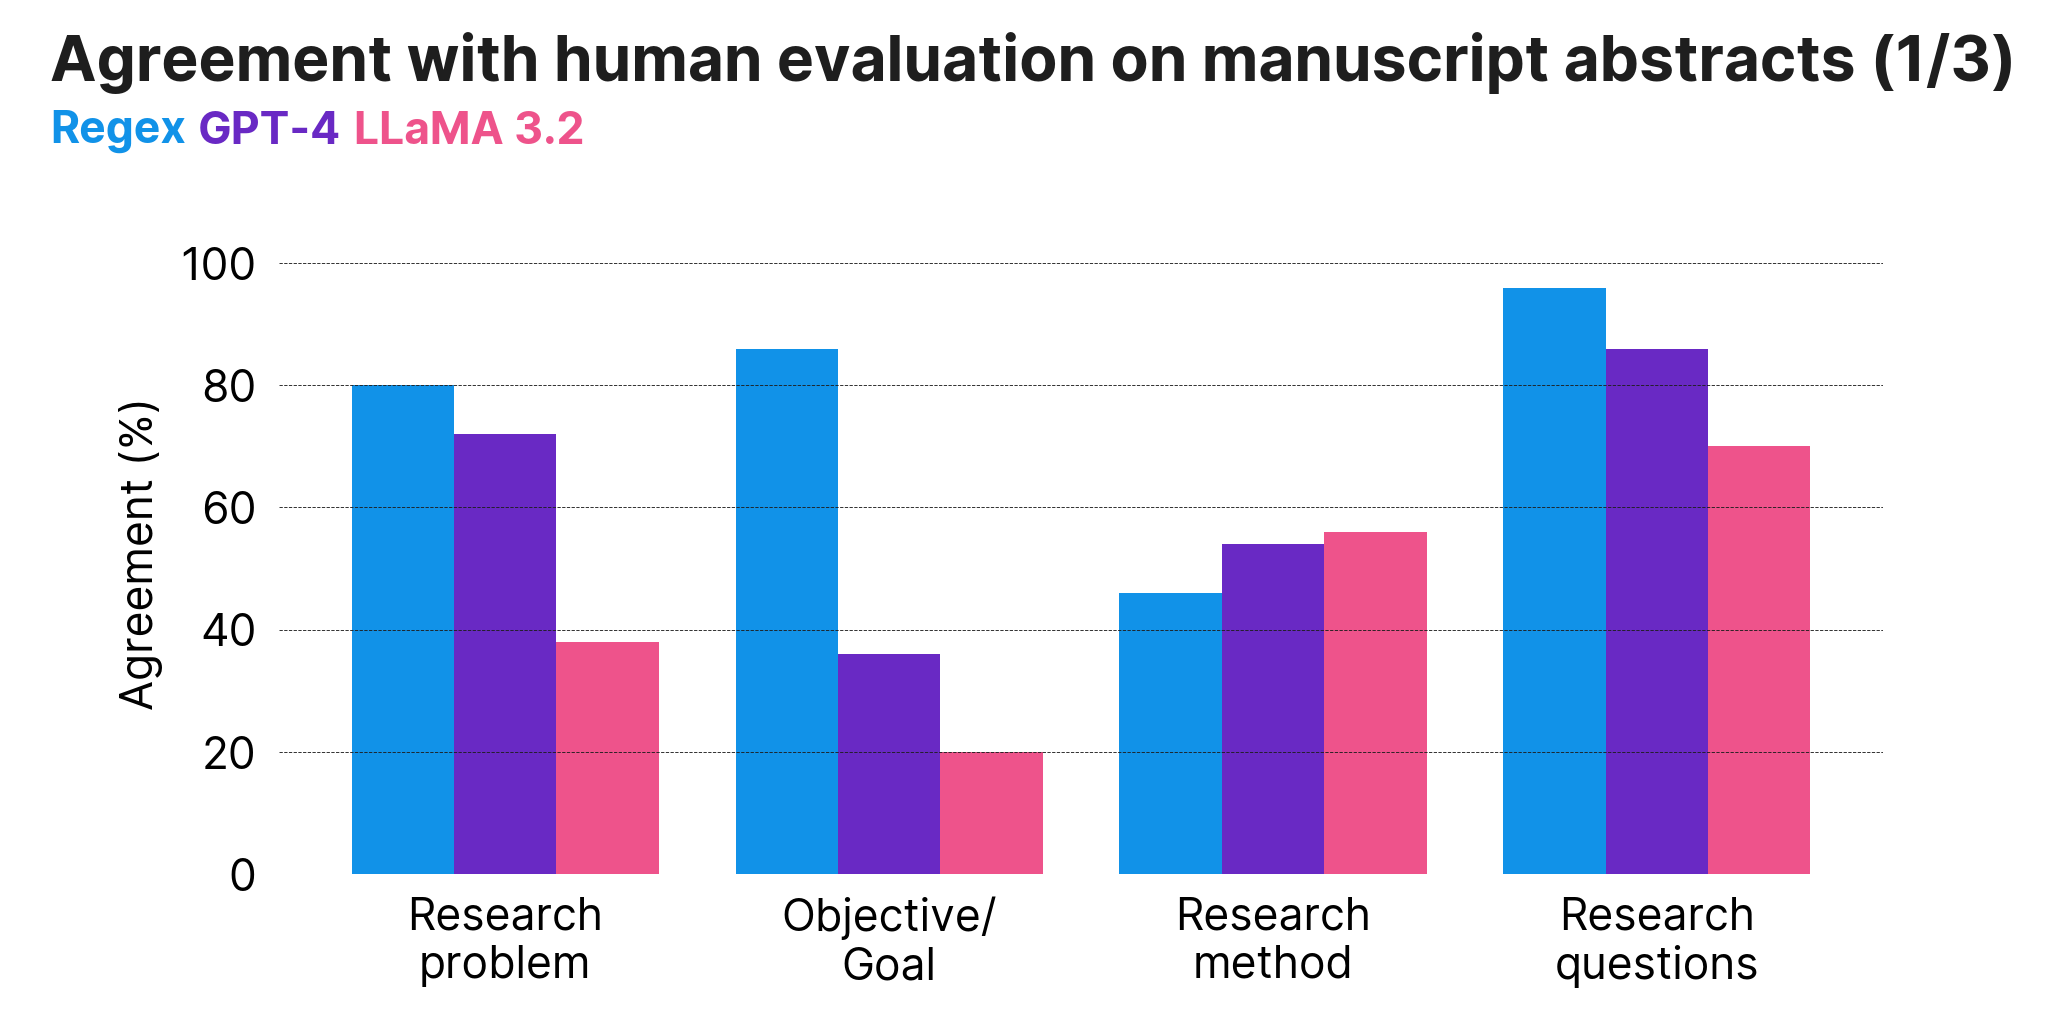 Agreement with human evaluation on manuscript abstracts (1/3)
Regex GPT-4 LLaMA 3.2
Agreement (%)
100
80
60
40
20
0
Research
problem
Objective/
Goal
Research
method
Research
questions